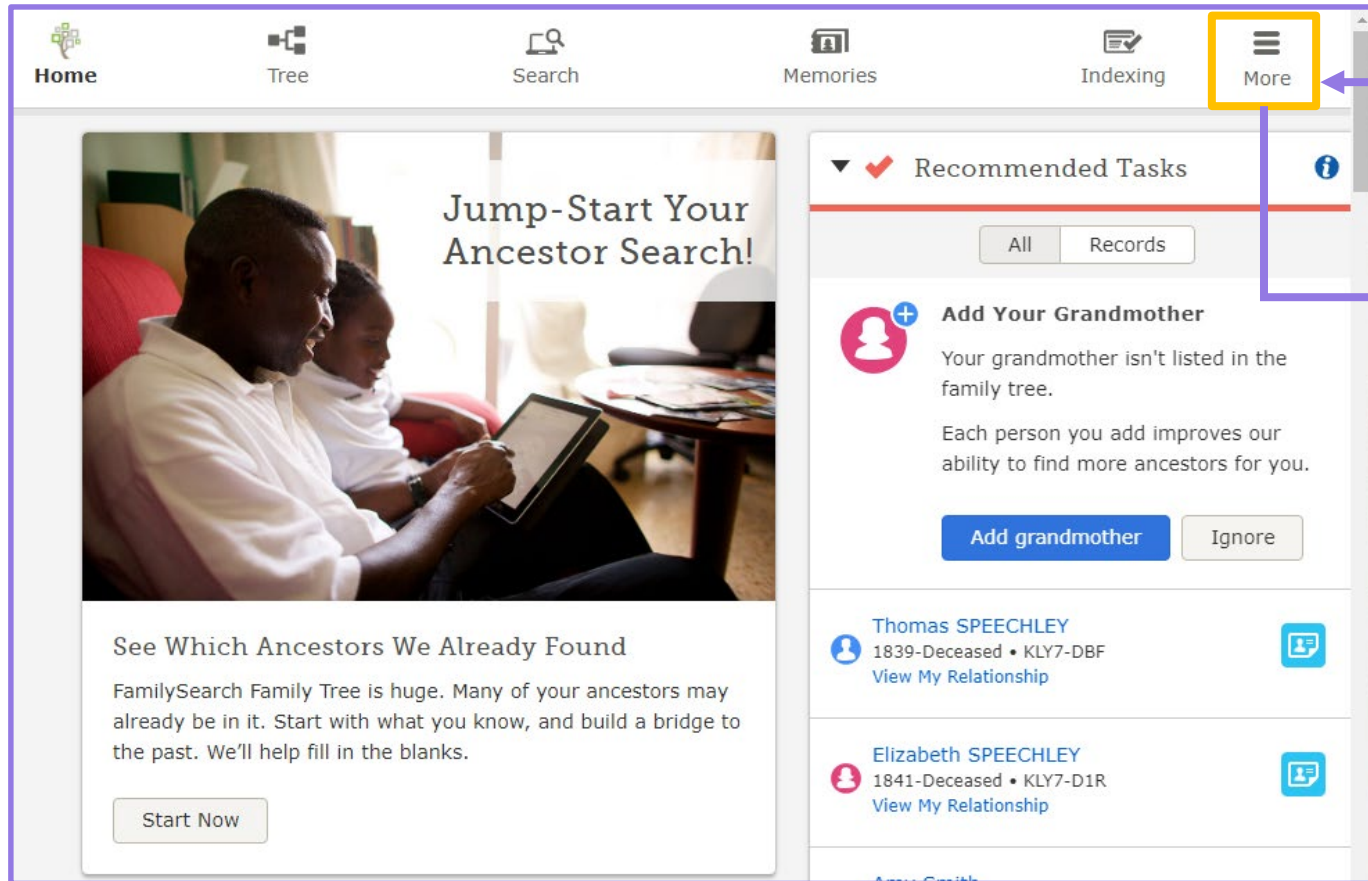 Home
Tree
Search
Memories
Indexing
More
Jump-Start Your
Ancestor Search!
See Which Ancestors We Already Found
FamilySearch Family Tree is huge. Many of your ancestors may
already be in it. Start with what you know, and build a bridge to
the past. We’ll help fill in the blanks.
Start Now
Recommended Tasks
All
Records
Add Your Grandmother
Your grandmother isn't listed in the
family tree.
Each person you add improves our
ability to find more ancestors for you.
Add grandmother
Ignore
Thomas SPEECHLEY
1839-Deceased • KLY7-DBF
View My Relationship
Elizabeth SPEECHLEY
1841-Deceased • KLY7-D1R
View My Relationship